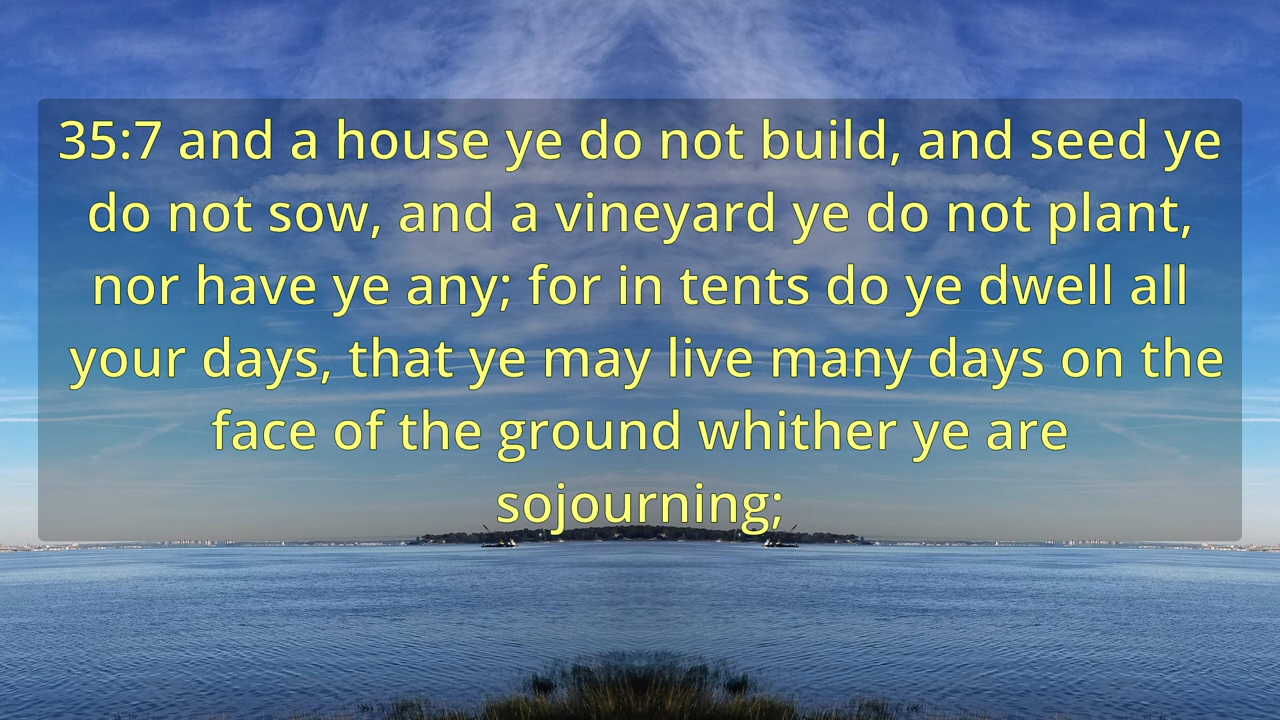 35:7 and a house ye do not build, and seed ye
do not sow, and a vineyard ye do not plant,
nor have ye any; for in tents do ye dwell all
your days, that ye may live many days on the
face of the ground whither ye are
sojourning;